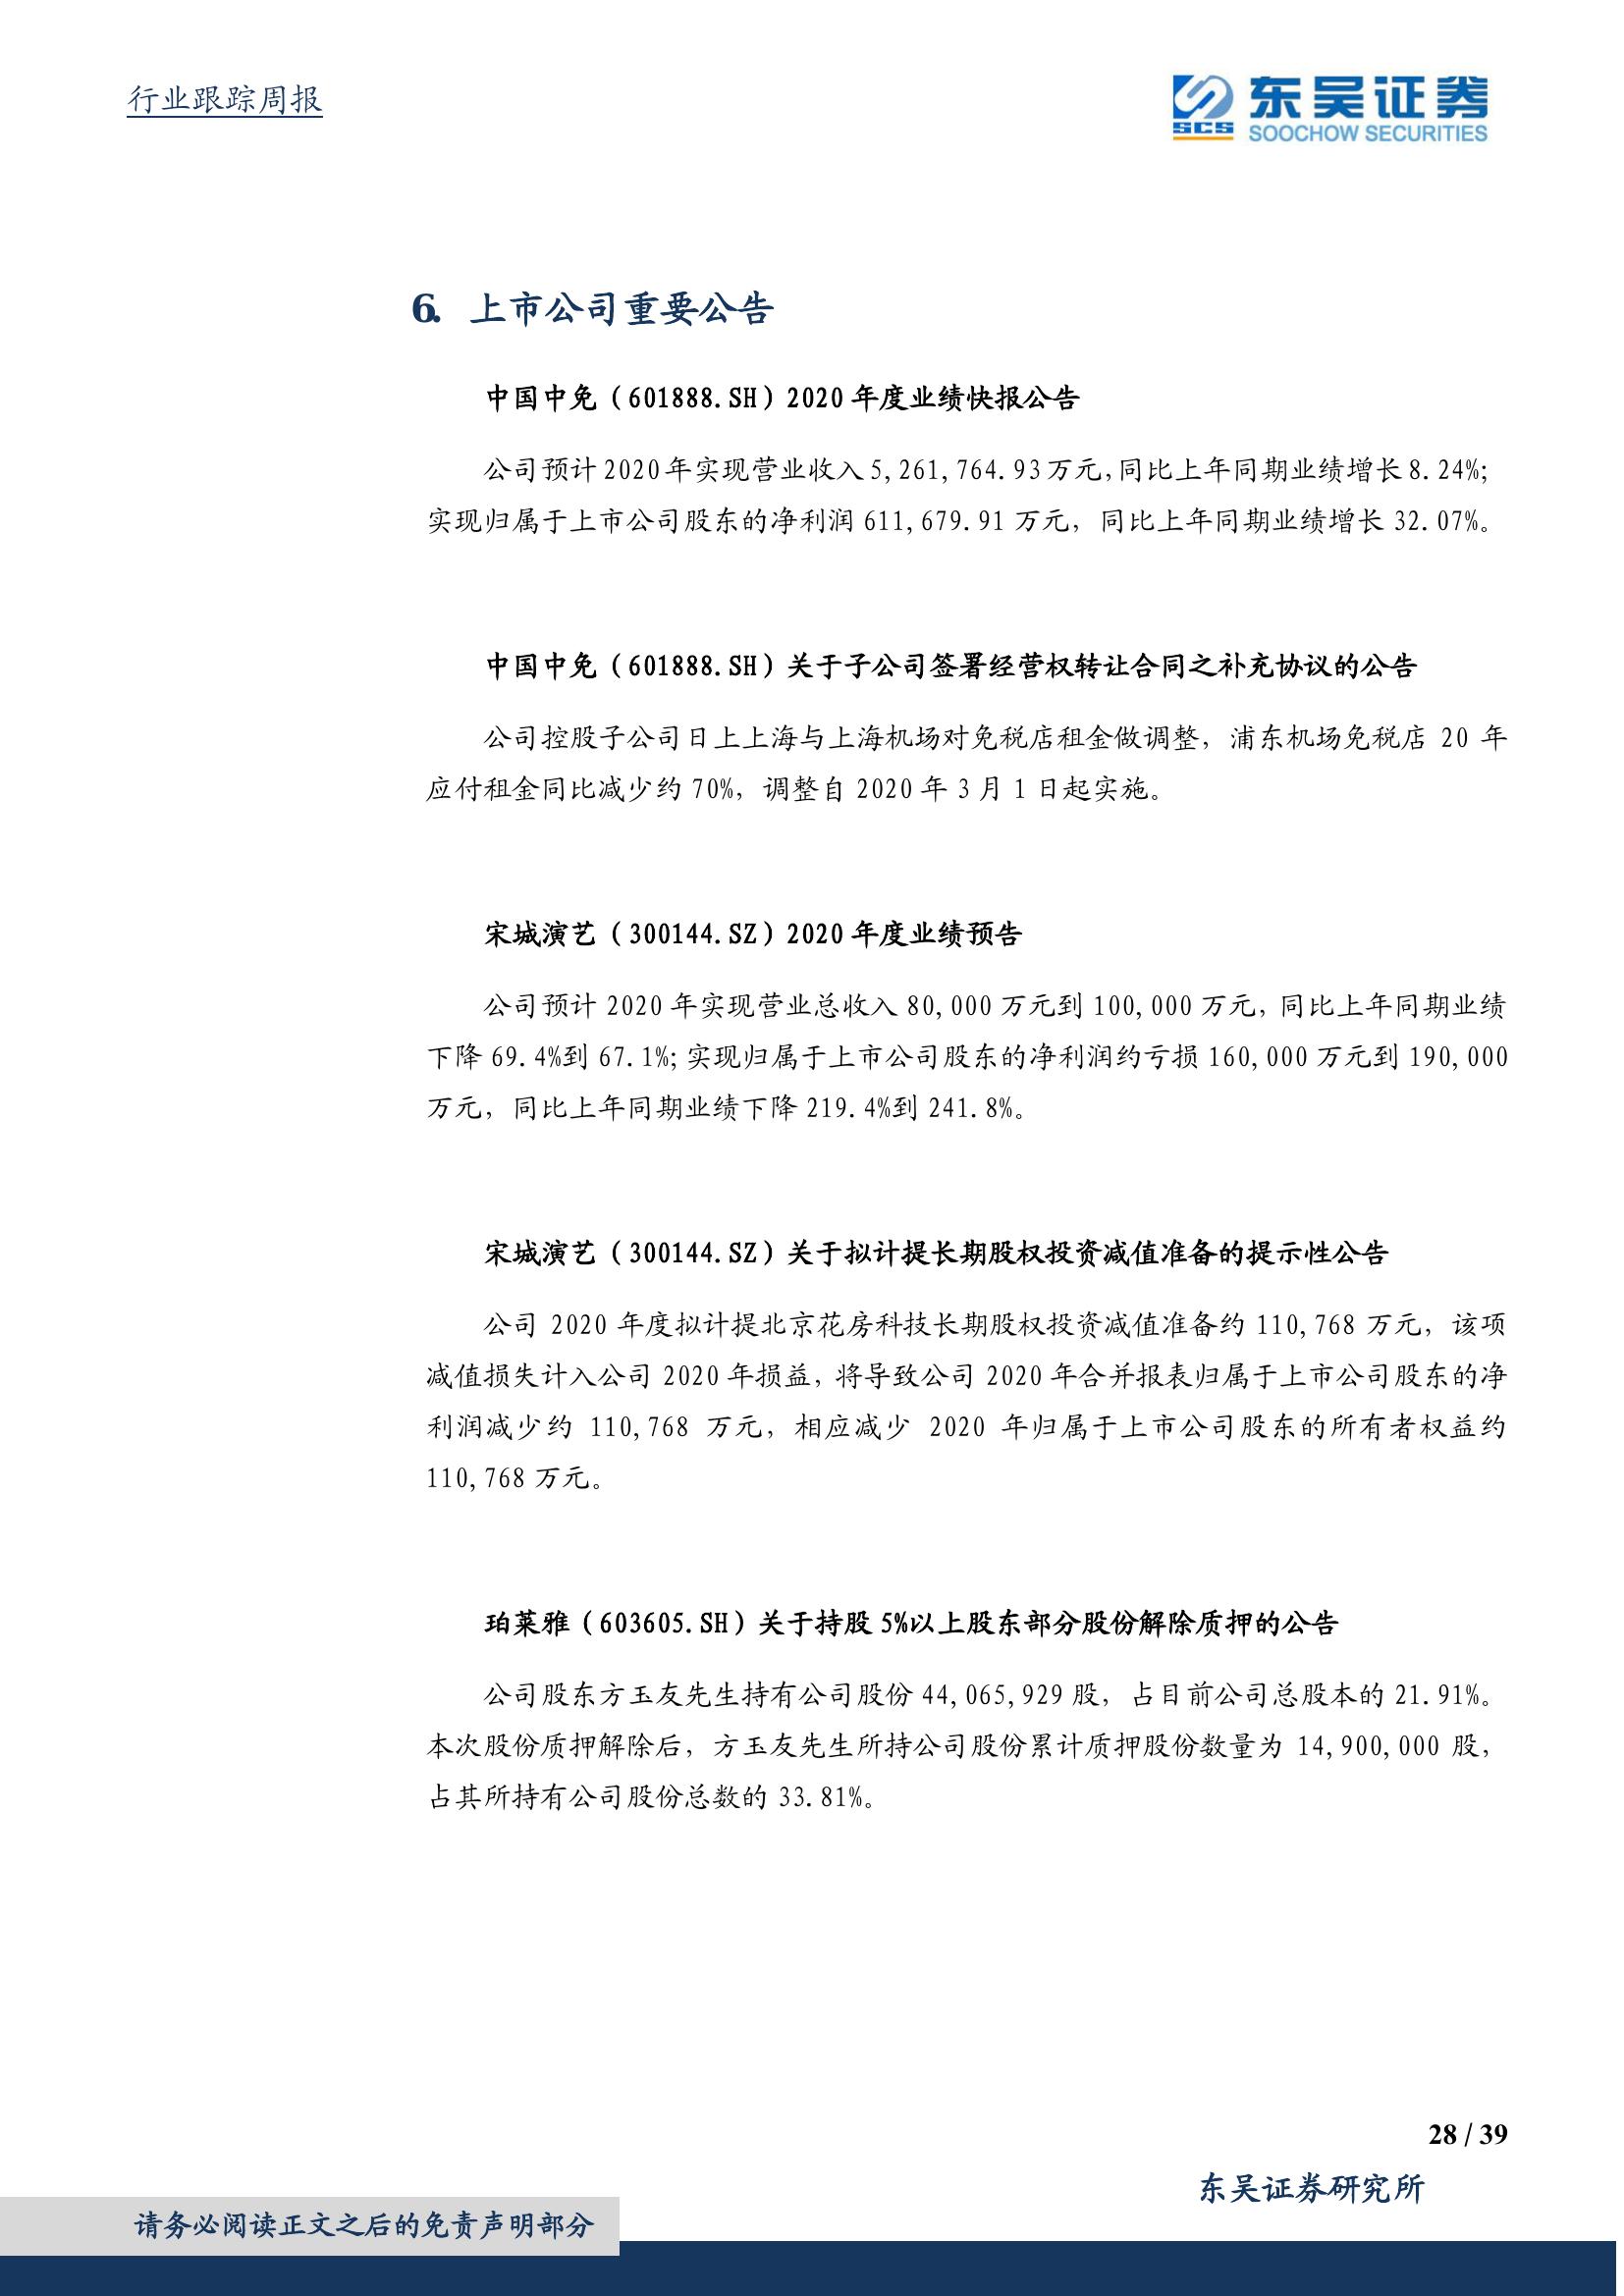 行业跟踪周报
东吴证券
SCS
SOOCHOW SECURITIES
6. 上市公司重要公告
中国中免（601888.SH）2020 年度业绩快报公告
公司预计 2020 年实现营业收入 5,261,764.93 万元，同比上年同期业绩增长 8.24%；
实现归属于上市公司股东的净利润 611,679.91 万元，同比上年同期业绩增长 32.07%。
中国中免（601888.SH）关于子公司签署经营权转让合同之补充协议的公告
公司控股子公司日上上海与上海机场对免税店租金做调整，浦东机场免税店 20 年
应付租金同比减少约 70%，调整自 2020 年 3 月 1 日起实施。
宋城演艺（300144.SZ）2020 年度业绩预告
公司预计 2020 年实现营业总收入 80,000 万元到 100,000 万元，同比上年同期业绩
下降 69.4%到 67.1%；实现归属于上市公司股东的净利润约亏损 160,000 万元到 190,000
万元，同比上年同期业绩下降 219.4%到 241.8%。
宋城演艺（300144.SZ）关于拟计提长期股权投资减值准备的提示性公告
公司 2020 年度拟计提北京花房科技长期股权投资减值准备约 110,768 万元，该项
减值损失计入公司 2020 年损益，将导致公司 2020 年合并报表归属于上市公司股东的净
利润减少约 110,768 万元，相应减少 2020 年归属于上市公司股东的所有者权益约
110,768 万元。
珀莱雅（603605.SH）关于持股 5%以上股东部分股份解除质押的公告
公司股东方玉友先生持有公司股份 44,065,929 股，占目前公司总股本的 21.91%。
本次股份质押解除后，方玉友先生所持公司股份累计质押股份数量为 14,900,000 股，
占其所持有公司股份总数的 33.81%。
28 / 39
东吴证券研究所
请务必阅读正文之后的免责声明部分